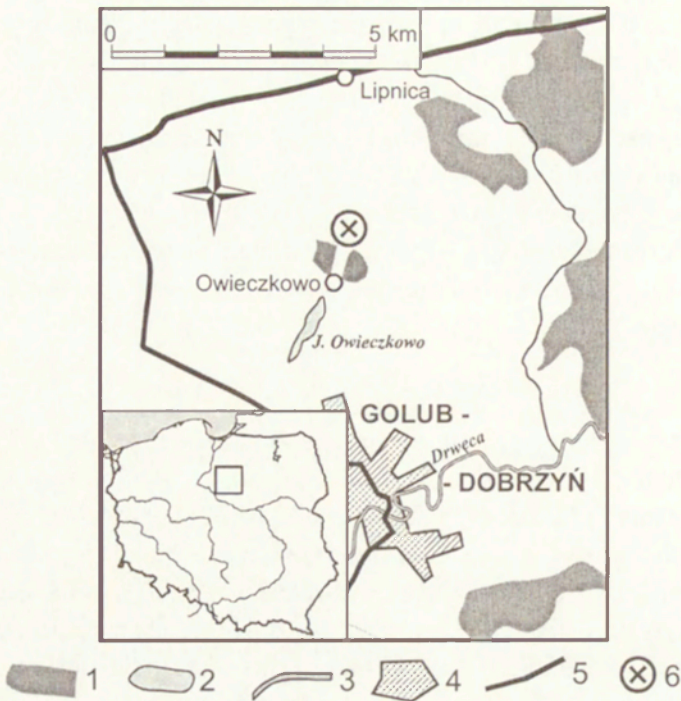 0 5 km
Lipnica
N
Owieczkowo
J. Owieczkowo
GOLUB -
Drwęca
- DOBRZYŃ
1 2 3 4 5 6